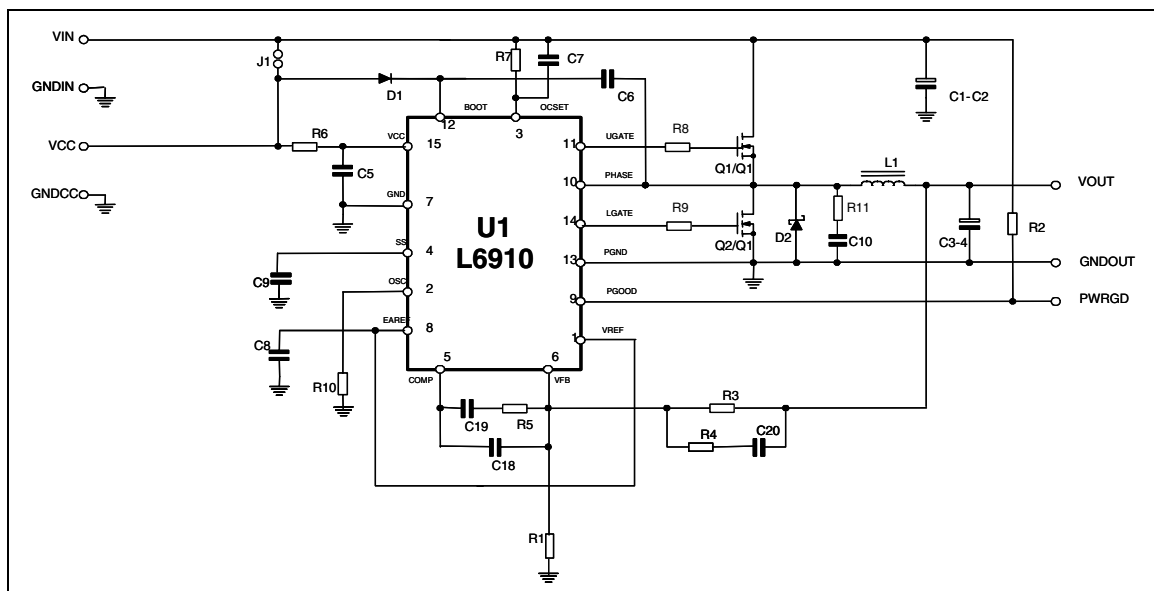 VIN
J1
R7
C7
GNDIN
D1
C6
C1-C2
BOOT
OCSET
12
3
VCC
R6
VCC
15
11
UGATE
R8
C5
Q1/Q1
L1
GNDCC
GND
7
10
PHASE
VOUT
U1
L6910
14
LGATE
R9
R11
D2
C10
C3-4
R2
Q2/Q1
SS
4
13
PGND
GNDOUT
C9
OSC
2
9
PGOOD
PWRGD
EAREF
8
1
VREF
C8
R10
5
6
COMP
VFB
C19
R5
R3
C18
R4
C20
R1